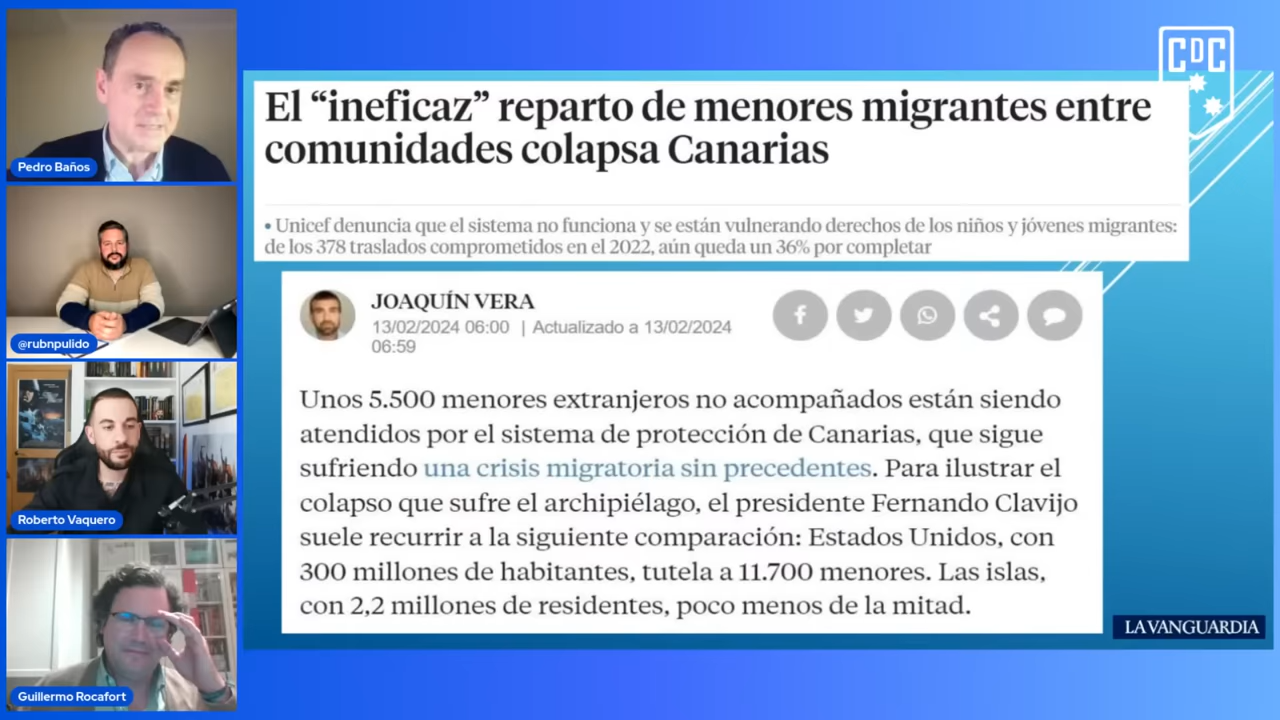 Pedro Baños
@rubnpulido
Roberto Vaquero
Guillermo Rocafort
CDC
El “ineficaz” reparto de menores migrantes entre
comunidades colapsa Canarias
• Unicef denuncia que el sistema no funciona y se están vulnerando derechos de los niños y jóvenes migrantes:
de los 378 traslados comprometidos en el 2022, aún queda un 36% por completar
JOAQUÍN VERA
13/02/2024 06:00 | Actualizado a 13/02/2024
06:59
Unos 5.500 menores extranjeros no acompañados están siendo
atendidos por el sistema de protección de Canarias, que sigue
sufriendo una crisis migratoria sin precedentes. Para ilustrar el
colapso que sufre el archipiélago, el presidente Fernando Clavijo
suele recurrir a la siguiente comparación: Estados Unidos, con
300 millones de habitantes, tutela a 11.700 menores. Las islas,
con 2,2 millones de residentes, poco menos de la mitad.
LA VANGUARDIA